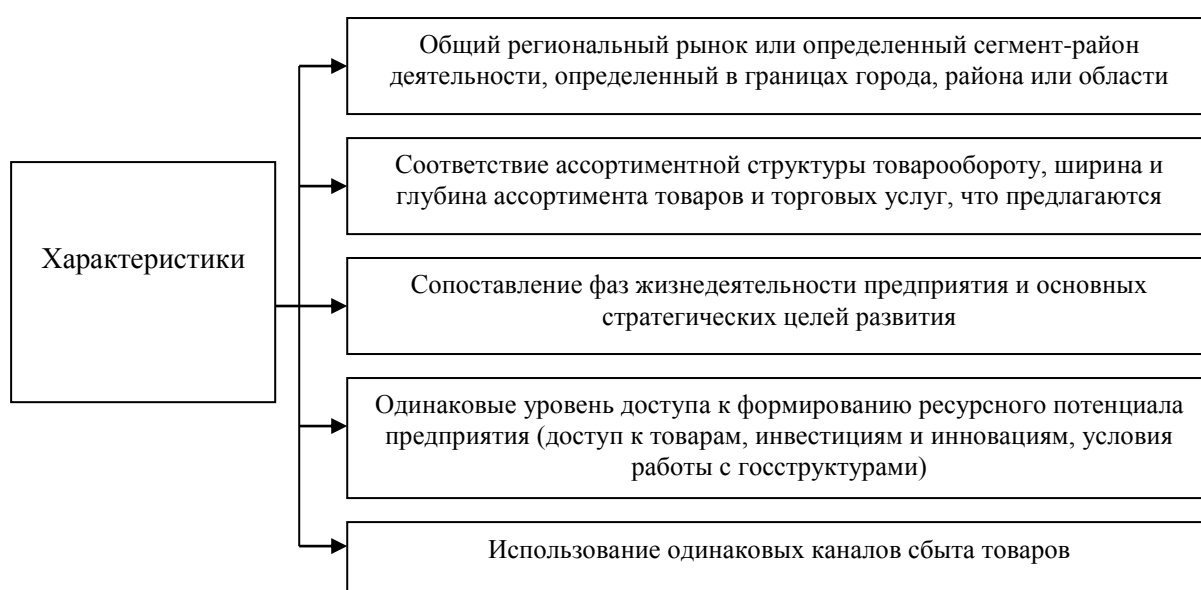 Общий региональный рынок или определенный сегмент-район
деятельности, определенный в границах города, района или области
Соответствие ассортиментной структуры товарообороту, ширина и
глубина ассортимента товаров и торговых услуг, что предлагаются
Характеристики
Сопоставление фаз жизнедеятельности предприятия и основных
стратегических целей развития
Одинаковые уровень доступа к формированию ресурсного потенциала
предприятия (доступ к товарам, инвестициям и инновациям, условия
работы с госструктурами)
Использование одинаковых каналов сбыта товаров